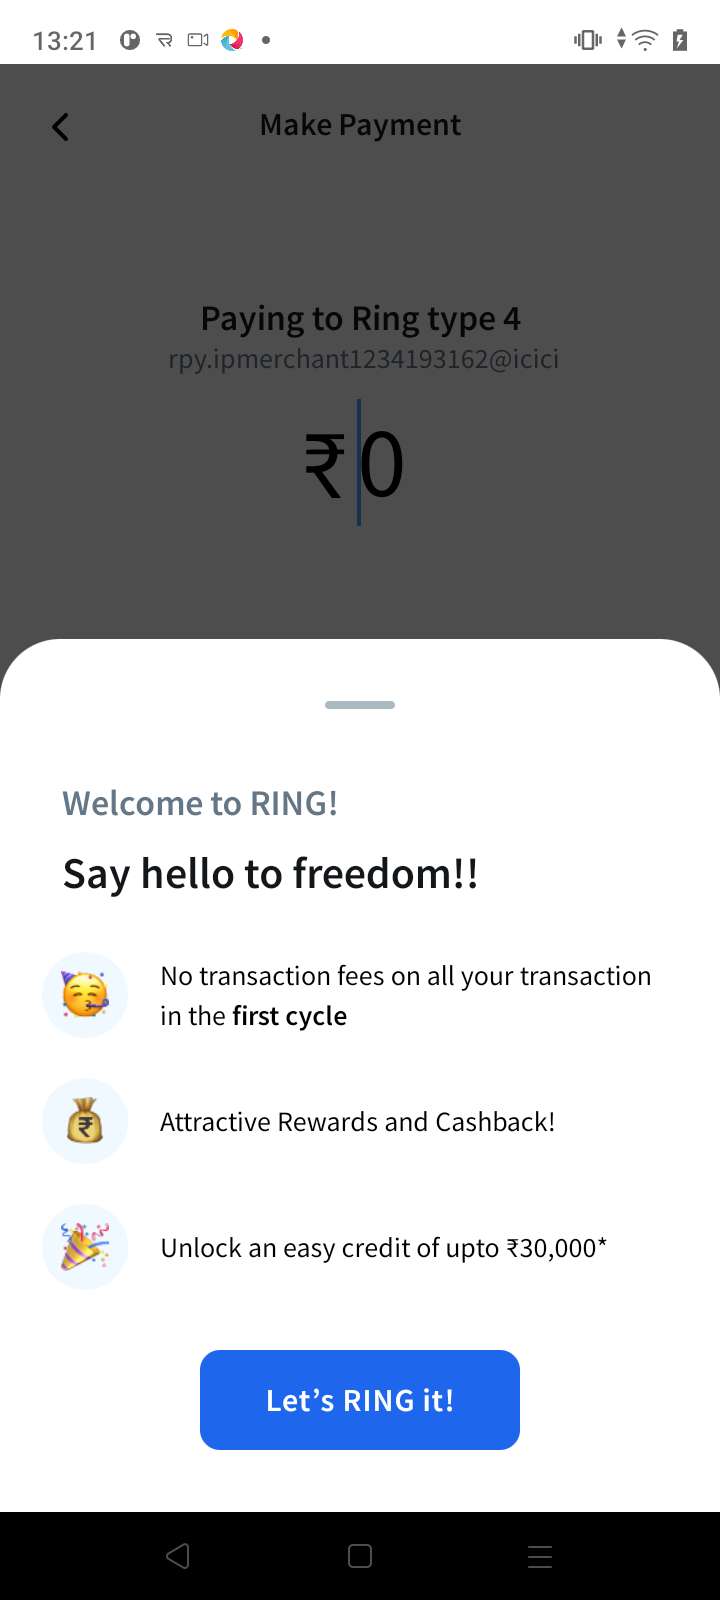 13:21
Make Payment
Paying to Ring type 4
rpy.ipmerchant1234193162@icici
₹0
Welcome to RING!
Say hello to freedom!!
No transaction fees on all your transaction
in the first cycle
Attractive Rewards and Cashback!
Unlock an easy credit of upto ₹30,000*
Let’s RING it!